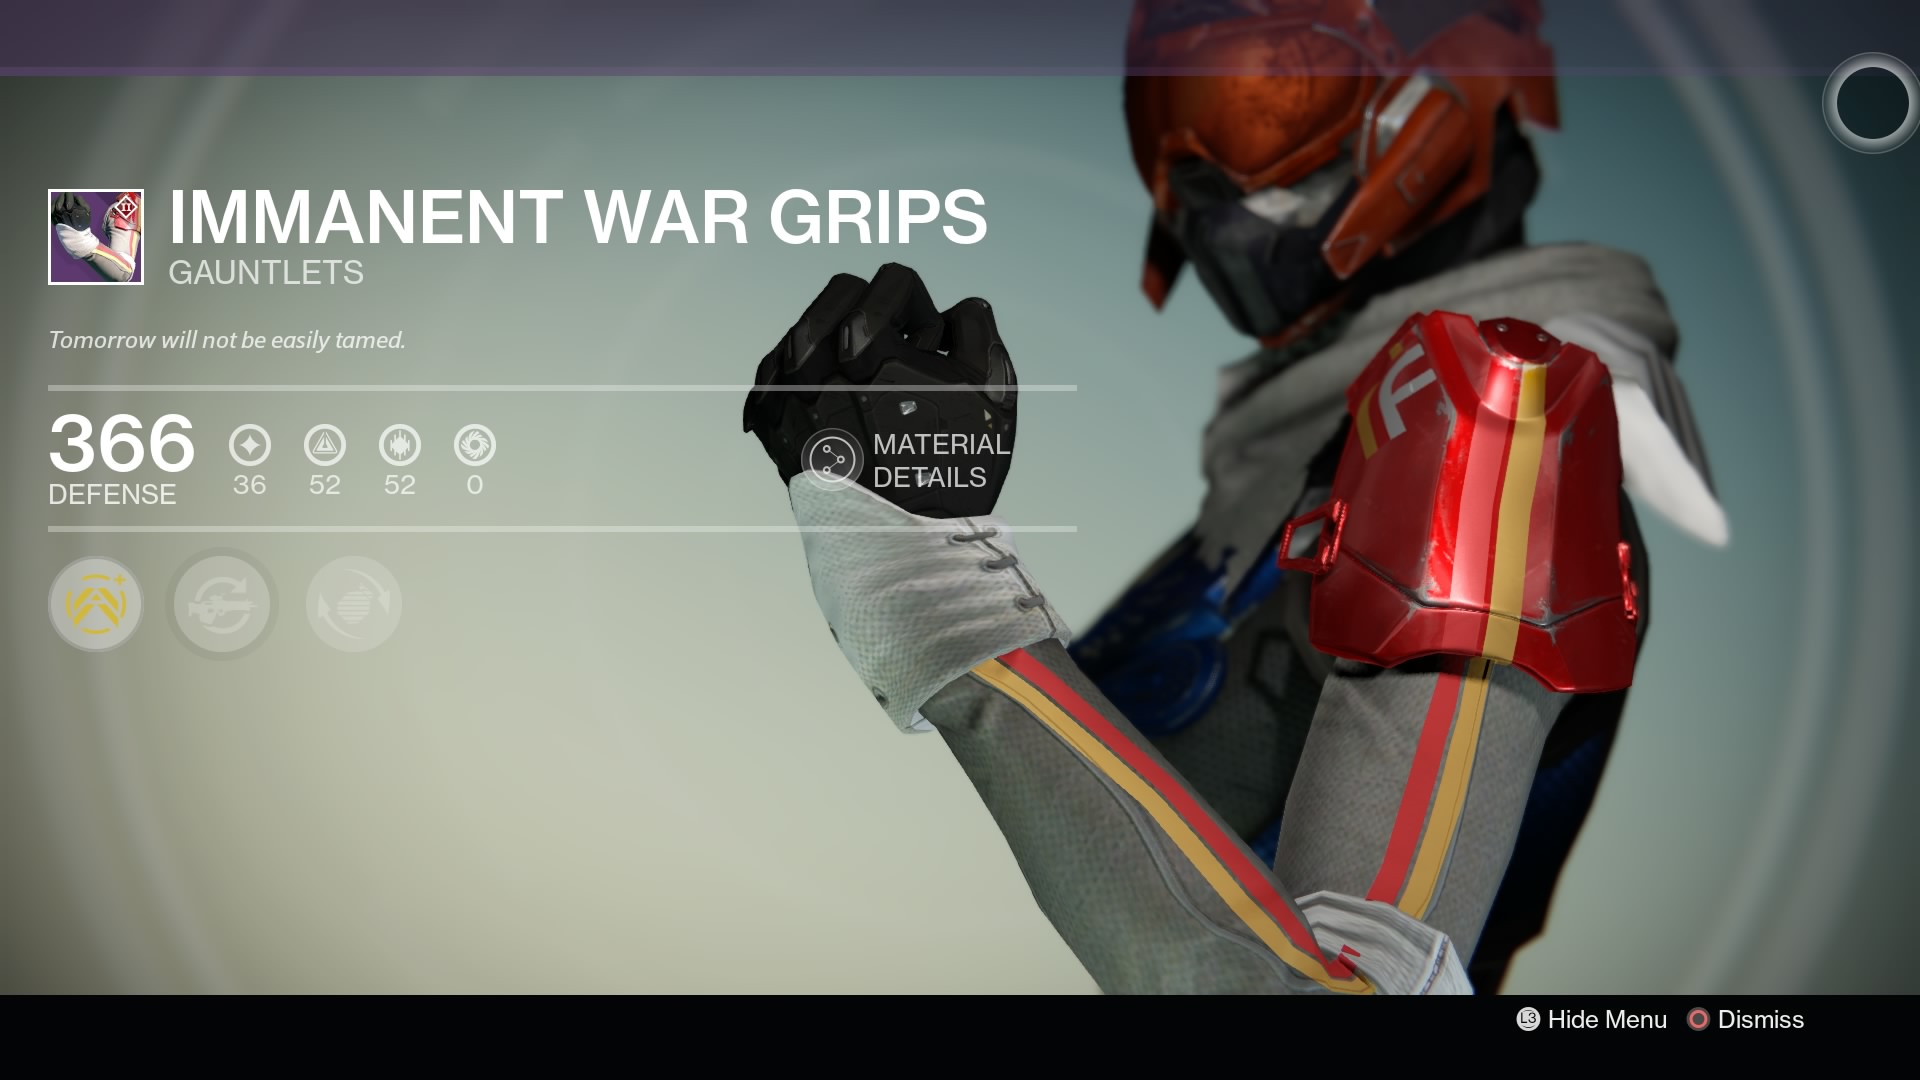 IMMANENT WAR GRIPS
GAUNTLETS
Tomorrow will not be easily tamed.
366
DEFENSE
36
52
52
0
MATERIAL
DETAILS
L3 Hide Menu
Dismiss